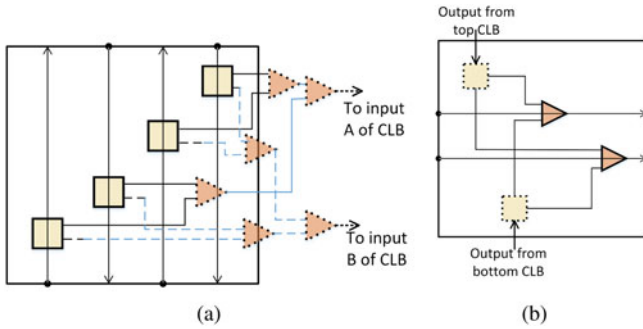 To input
A of CLB
To input
B of CLB
(a)
Output from
top CLB
Output from
bottom CLB
(b)